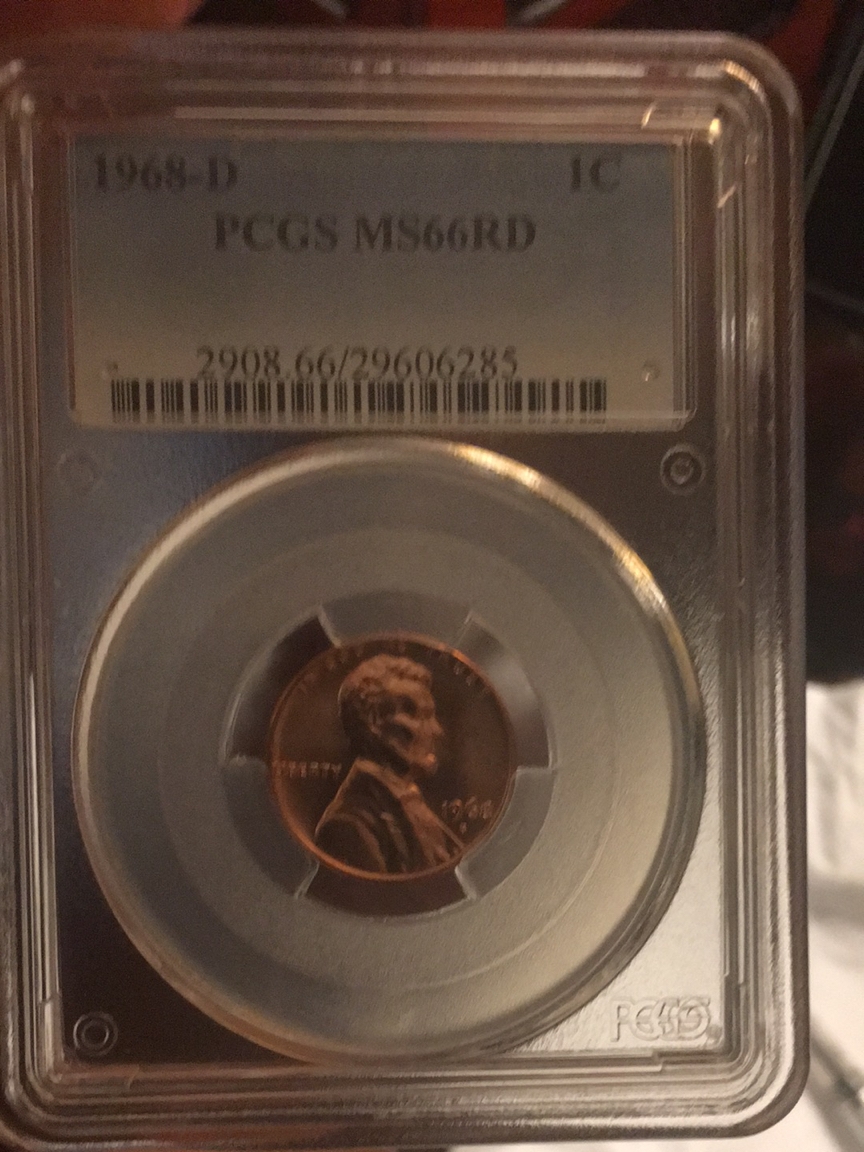 1968-D 1C
PCGS MS66RD
2908.66/29606285
LIBERTY
1968
PCGS